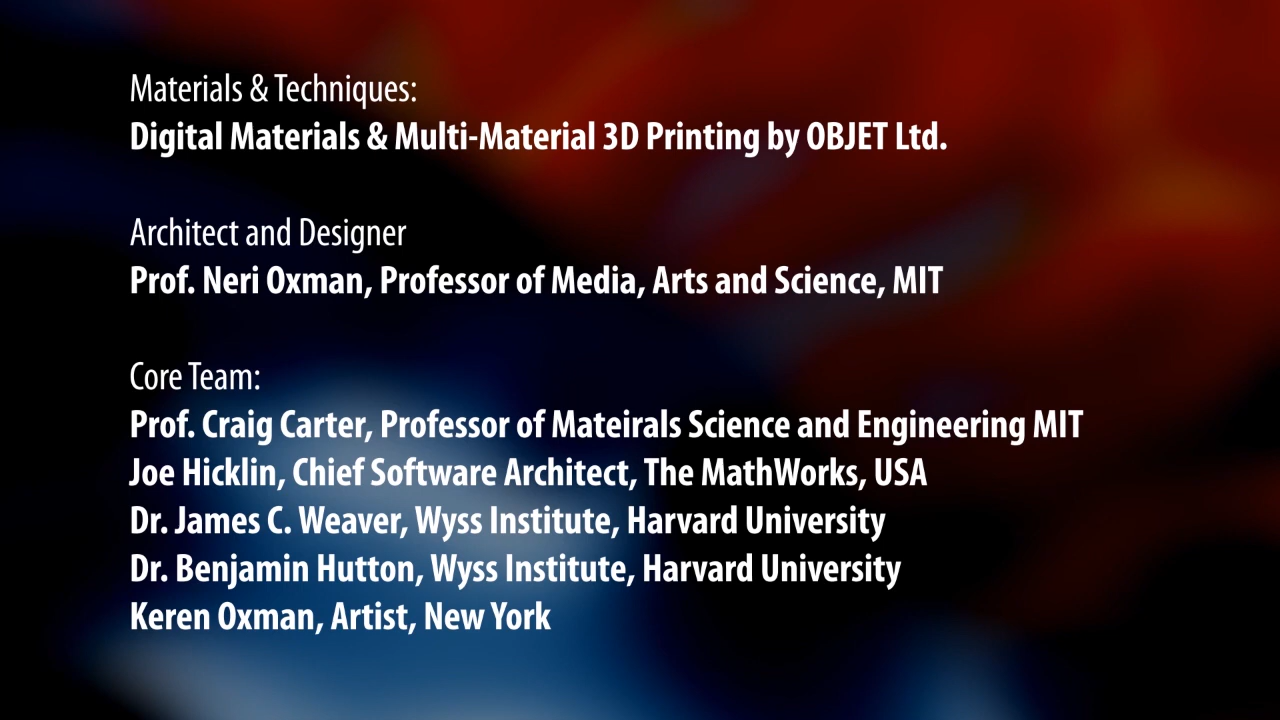 Materials & Techniques:
Digital Materials & Multi-Material 3D Printing by OBJET Ltd.
Architect and Designer
Prof. Neri Oxman, Professor of Media, Arts and Science, MIT
Core Team:
Prof. Craig Carter, Professor of Mateirals Science and Engineering MIT
Joe Hicklin, Chief Software Architect, The MathWorks, USA
Dr. James C. Weaver, Wyss Institute, Harvard University
Dr. Benjamin Hutton, Wyss Institute, Harvard University
Keren Oxman, Artist, New York